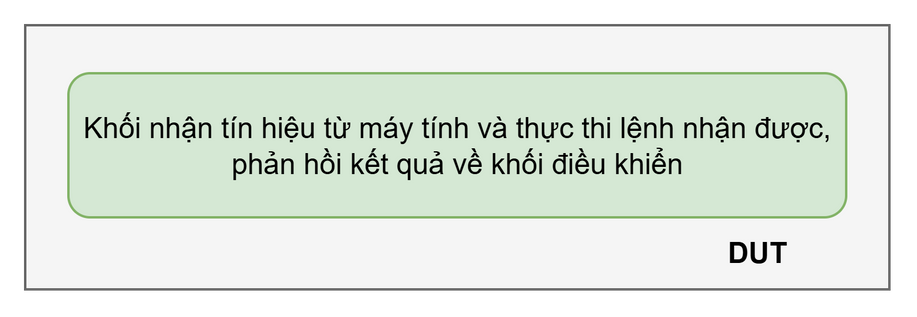 Khối nhận tín hiệu từ máy tính và thực thi lệnh nhận được,
phản hồi kết quả về khối điều khiển
DUT